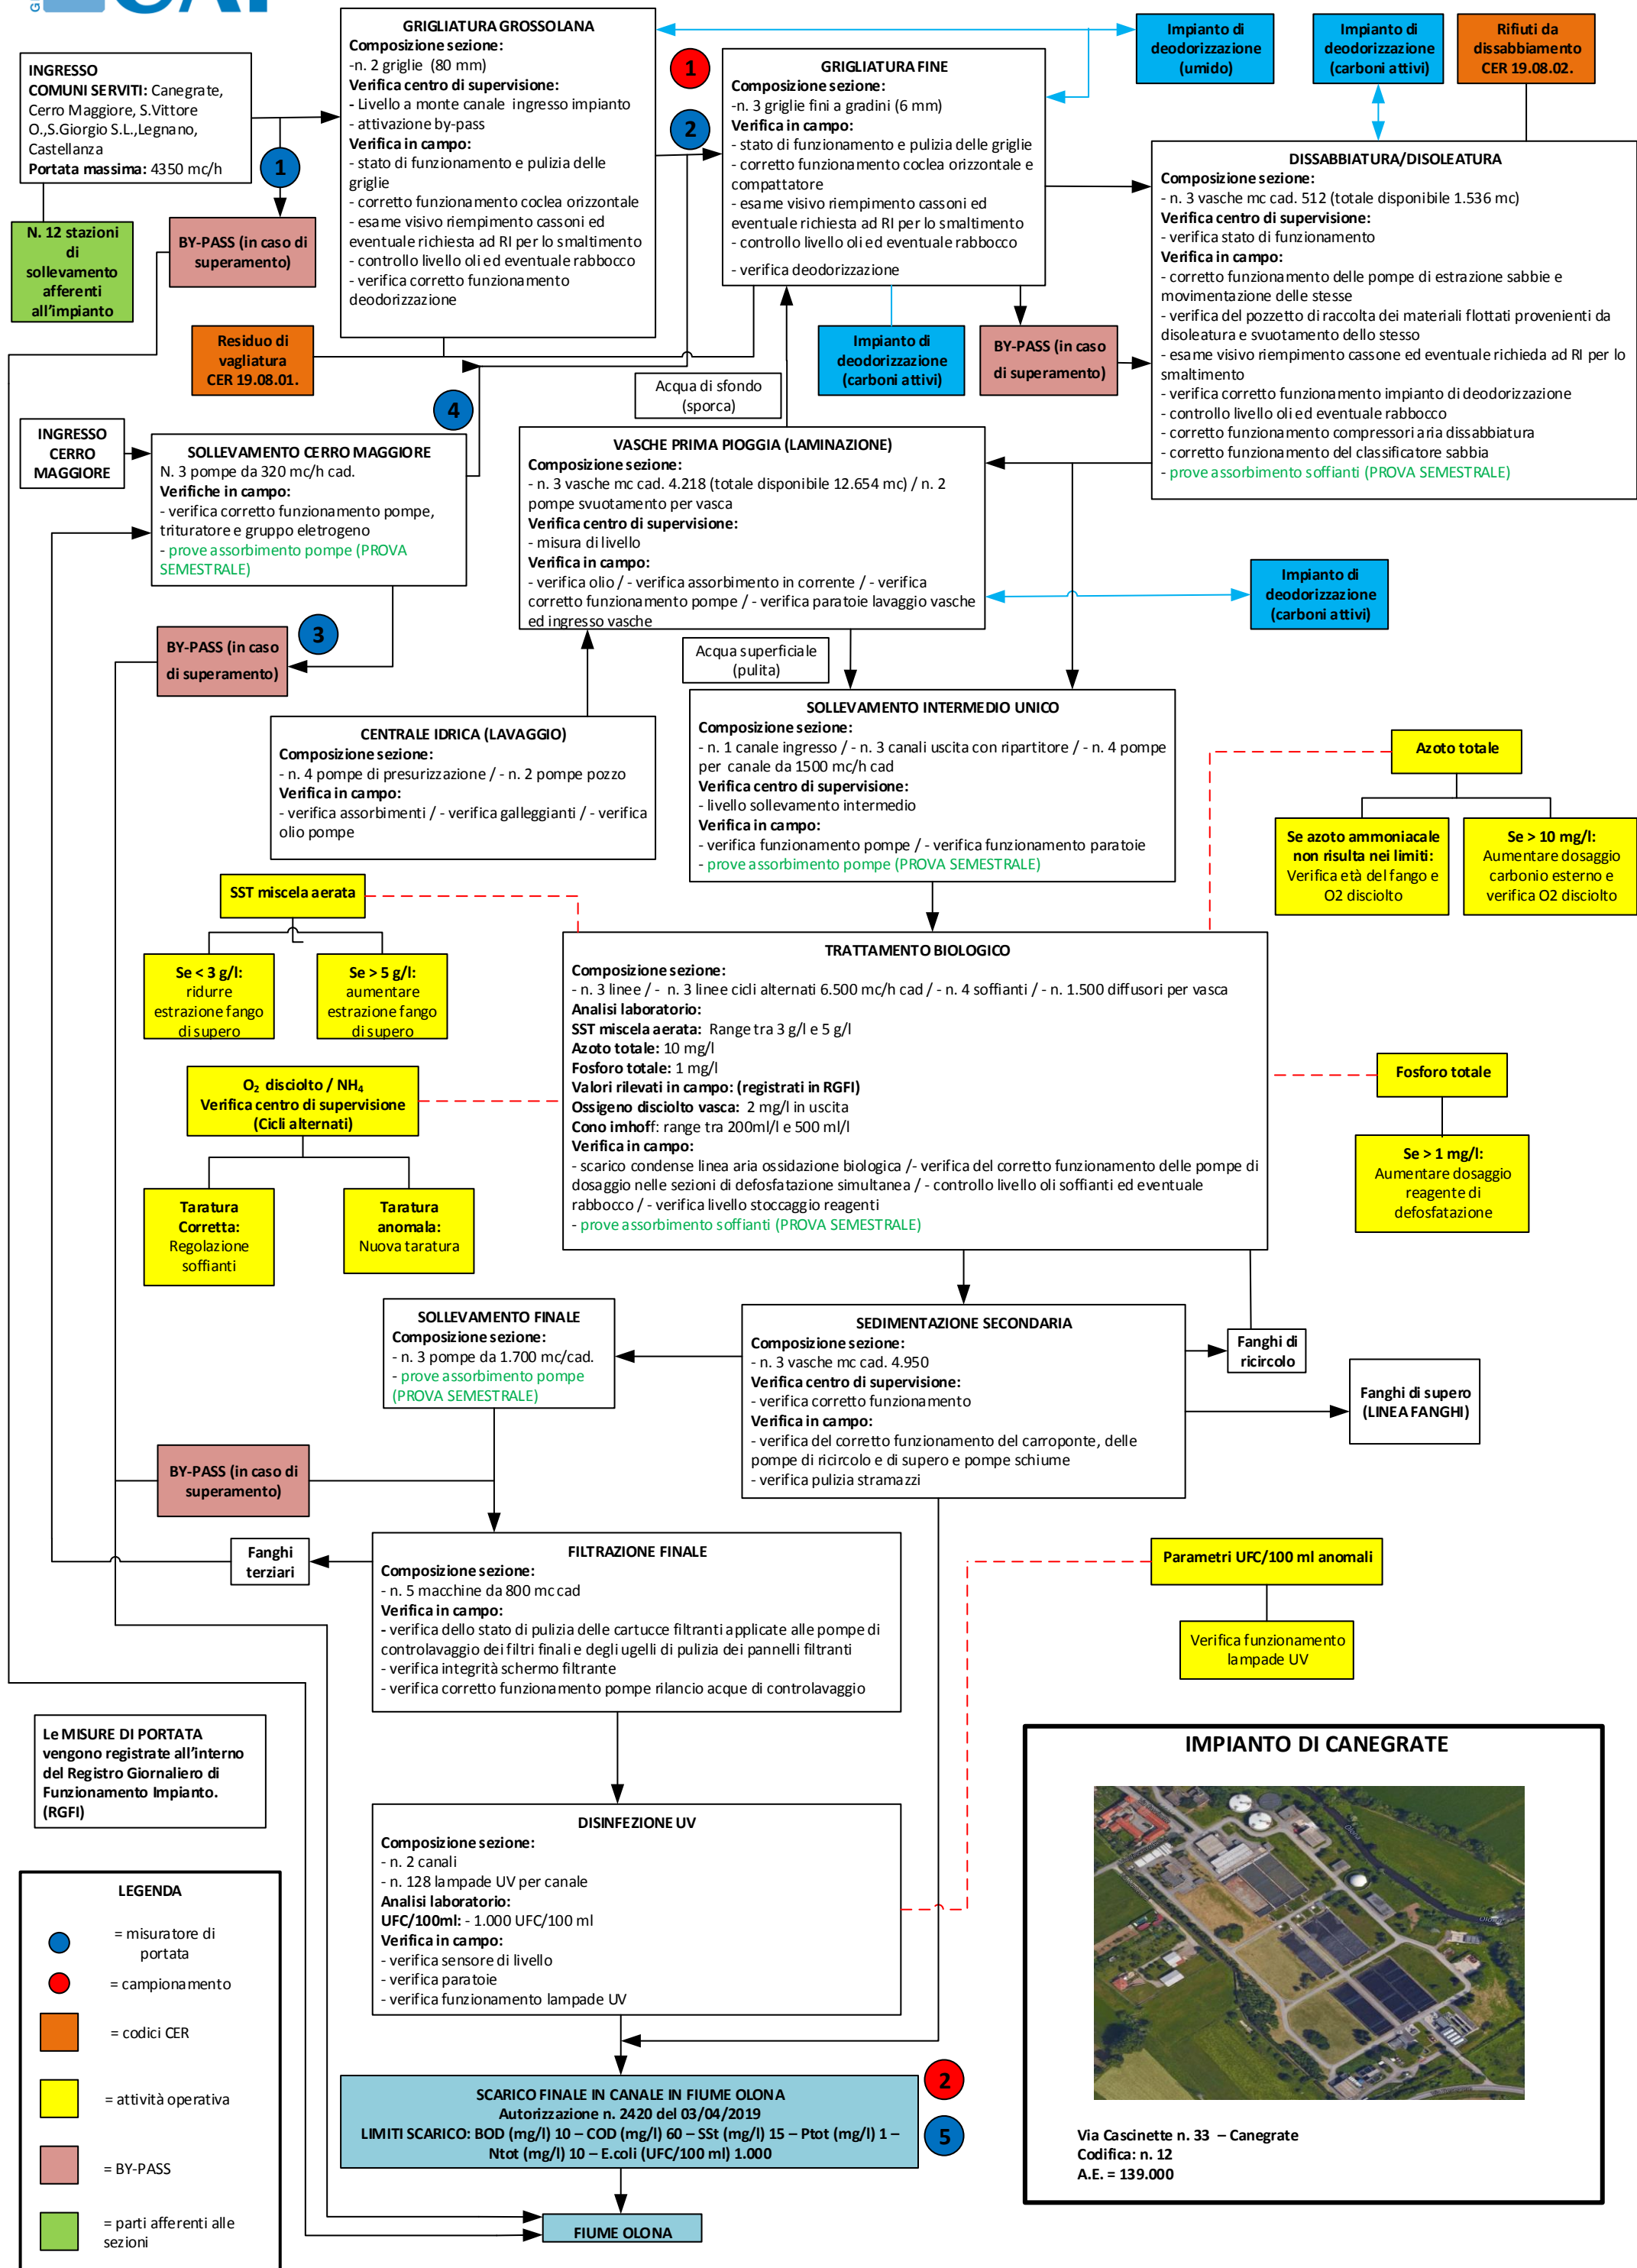 G
CAP
INGRESSO
COMUNI SERVITI: Canegrate,
Cerro Maggiore, S.Vittore
O.,S.Giorgio S.L.,Legnano,
Castellanza
Portata massima: 4350 mc/h
1
N. 12 stazioni
di
sollevamento
afferenti
all'impianto
BY-PASS (in caso di
superamento)
GRIGLIATURA GROSSOLANA
Composizione sezione:
-n. 2 griglie (80 mm)
Verifica centro di supervisione:
- Livello a monte canale ingresso impianto
- attivazione by-pass
Verifica in campo:
- stato di funzionamento e pulizia delle
griglie
- corretto funzionamento coclea orizzontale
- esame visivo riempimento cassoni ed
eventuale richiesta ad RI per lo smaltimento
- controllo livello oli ed eventuale rabbocco
- verifica corretto funzionamento
deodorizzazione
1
2
GRIGLIATURA FINE
Composizione sezione:
-n. 3 griglie fini a gradini (6 mm)
Verifica in campo:
- stato di funzionamento e pulizia delle griglie
- corretto funzionamento coclea orizzontale e
compattatore
- esame visivo riempimento cassoni ed
eventuale richiesta ad RI per lo smaltimento
- controllo livello oli ed eventuale rabbocco
- verifica deodorizzazione
Impianto di
deodorizzazione
(umido)
Impianto di
deodorizzazione
(carboni attivi)
Rifiuti da
dissabbiamento
CER 19.08.02.
DISSABBIATURA/DISOLEATURA
Composizione sezione:
- n. 3 vasche mc cad. 512 (totale disponibile 1.536 mc)
Verifica centro di supervisione:
- verifica stato di funzionamento
Verifica in campo:
- corretto funzionamento delle pompe di estrazione sabbie e
movimentazione delle stesse
- verifica del pozzetto di raccolta dei materiali flottati provenienti da
disoleatura e svuotamento dello stesso
- esame visivo riempimento cassone ed eventuale richieda ad RI per lo
smaltimento
- verifica corretto funzionamento impianto di deodorizzazione
- controllo livello oli ed eventuale rabbocco
- corretto funzionamento compressori aria dissabbiatura
- corretto funzionamento del classificatore sabbia
- prove assorbimento soffianti (PROVA SEMESTRALE)
Residuo di
vagliatura
CER 19.08.01.
Impianto di
deodorizzazione
(carboni attivi)
BY-PASS (in caso
di superamento)
Acqua di sfondo
(sporca)
4
INGRESSO
CERRO
MAGGIORE
SOLLEVAMENTO CERRO MAGGIORE
N. 3 pompe da 320 mc/h cad.
Verifiche in campo:
- verifica corretto funzionamento pompe,
trituratore e gruppo eletrogeno
- prove assorbimento pompe (PROVA
SEMESTRALE)
VASCHE PRIMA PIOGGIA (LAMINAZIONE)
Composizione sezione:
- n. 3 vasche mc cad. 4.218 (totale disponibile 12.654 mc) / n. 2
pompe svuotamento per vasca
Verifica centro di supervisione:
- misura di livello
Verifica in campo:
- verifica olio / - verifica assorbimento in corrente / - verifica
corretto funzionamento pompe / - verifica paratoie lavaggio vasche
ed ingresso vasche
Impianto di
deodorizzazione
(carboni attivi)
BY-PASS (in caso
di superamento)
3
Acqua superficiale
(pulita)
CENTRALE IDRICA (LAVAGGIO)
Composizione sezione:
- n. 4 pompe di presurizzazione / - n. 2 pompe pozzo
Verifica in campo:
- verifica assorbimenti / - verifica galleggianti / - verifica
olio pompe
SOLLEVAMENTO INTERMEDIO UNICO
Composizione sezione:
- n. 1 canale ingresso / - n. 3 canali uscita con ripartitore / - n. 4 pompe
per canale da 1500 mc/h cad
Verifica centro di supervisione:
- livello sollevamento intermedio
Verifica in campo:
- verifica funzionamento pompe / - verifica funzionamento paratoie
- prove assorbimento pompe (PROVA SEMESTRALE)
Azoto totale
Se azoto ammoniacale
non risulta nei limiti:
Verifica età del fango e
O2 disciolto
Se > 10 mg/l:
Aumentare dosaggio
carbonio esterno e
verifica O2 disciolto
SST miscela aerata
Se < 3 g/l:
ridurre
estrazione fango
di supero
Se > 5 g/l:
aumentare
estrazione fango
di supero
TRATTAMENTO BIOLOGICO
Composizione sezione:
- n. 3 linee / - n. 3 linee cicli alternati 6.500 mc/h cad / - n. 4 soffianti / - n. 1.500 diffusori per vasca
Analisi laboratorio:
SST miscela aerata: Range tra 3 g/l e 5 g/l
Azoto totale: 10 mg/l
Fosforo totale: 1 mg/l
Valori rilevati in campo: (registrati in RGFI)
Ossigeno disciolto vasca: 2 mg/l in uscita
Cono imhoff: range tra 200ml/l e 500 ml/l
Verifica in campo:
- scarico condense linea aria ossidazione biologica /- verifica del corretto funzionamento delle pompe di
dosaggio nelle sezioni di defosfatazione simultanea / - controllo livello oli soffianti ed eventuale
rabbocco / - verifica livello stoccaggio reagenti
- prove assorbimento soffianti (PROVA SEMESTRALE)
O₂ disciolto / NH₄
Verifica centro di supervisione
(Cicli alternati)
Taratura
Corretta:
Regolazione
soffianti
Taratura
anomala:
Nuova taratura
Fosforo totale
Se > 1 mg/l:
Aumentare dosaggio
reagente di
defosfatazione
SOLLEVAMENTO FINALE
Composizione sezione:
- n. 3 pompe da 1.700 mc/cad.
- prove assorbimento pompe
(PROVA SEMESTRALE)
SEDIMENTAZIONE SECONDARIA
Composizione sezione:
- n. 3 vasche mc cad. 4.950
Verifica centro di supervisione:
- verifica corretto funzionamento
Verifica in campo:
- verifica del corretto funzionamento del carroponte, delle
pompe di ricircolo e di supero e pompe schiume
- verifica pulizia stramazzi
Fanghi di
ricircolo
Fanghi di supero
(LINEA FANGHI)
BY-PASS (in caso di
superamento)
Fanghi
terziari
FILTRAZIONE FINALE
Composizione sezione:
- n. 5 macchine da 800 mc cad
Verifica in campo:
- verifica dello stato di pulizia delle cartucce filtranti applicate alle pompe di
controlavaggio dei filtri finali e degli ugelli di pulizia dei pannelli filtranti
- verifica integrità schermo filtrante
- verifica corretto funzionamento pompe rilancio acque di controlavaggio
Parametri UFC/100 ml anomali
Verifica funzionamento
lampade UV
Le MISURE DI PORTATA
vengono registrate all'interno
del Registro Giornaliero di
Funzionamento Impianto.
(RGFI)
DISINFEZIONE UV
Composizione sezione:
- n. 2 canali
- n. 128 lampade UV per canale
Analisi laboratorio:
UFC/100ml: - 1.000 UFC/100 ml
Verifica in campo:
- verifica sensore di livello
- verifica paratoie
- verifica funzionamento lampade UV
SCARICO FINALE IN CANALE IN FIUME OLONA
Autorizzazione n. 2420 del 03/04/2019
LIMITI SCARICO: BOD (mg/l) 10 – COD (mg/l) 60 – SSt (mg/l) 15 – Ptot (mg/l) 1 –
Ntot (mg/l) 10 – E.coli (UFC/100 ml) 1.000
2
5
FIUME OLONA
LEGENDA
= misuratore di
portata
= campionamento
= codici CER
= attività operativa
= BY-PASS
= parti afferenti alle
sezioni
IMPIANTO DI CANEGRATE
Via Cascinette n. 33 – Canegrate
Codifica: n. 12
A.E. = 139.000